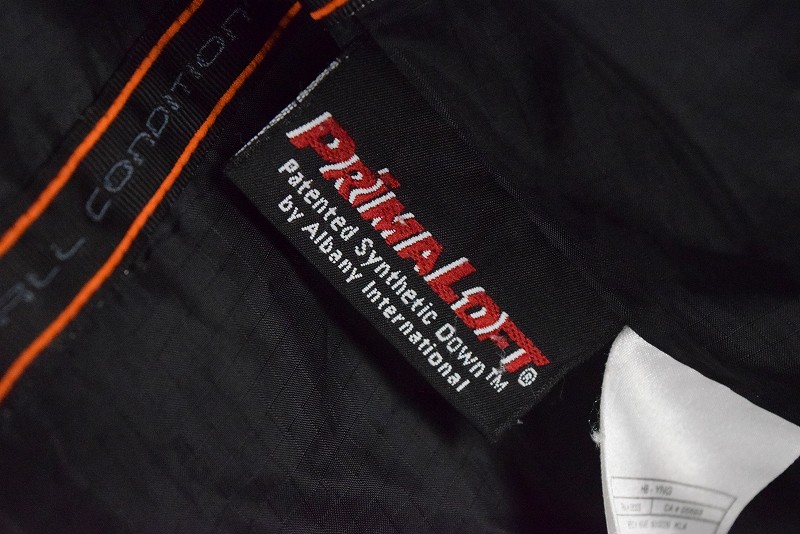 ALL CONDITION
PRIMALOFT®
Patented Synthetic Down™
by Albany International